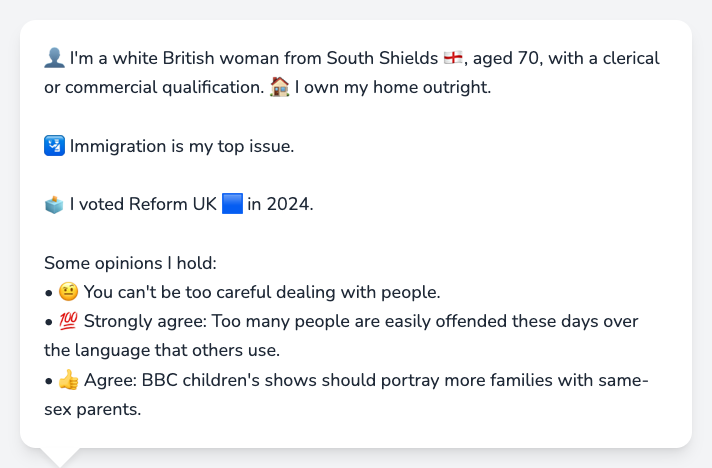 👤 I'm a white British woman from South Shields 🏴󠁧󠁢󠁥󠁮󠁧󠁿, aged 70, with a clerical
or commercial qualification. 🏠 I own my home outright.
🛂 Immigration is my top issue.
🗳️ I voted Reform UK 🟦 in 2024.
Some opinions I hold:
• 🤨 You can't be too careful dealing with people.
• 💯 Strongly agree: Too many people are easily offended these days over
the language that others use.
• 👍 Agree: BBC children's shows should portray more families with same-
sex parents.